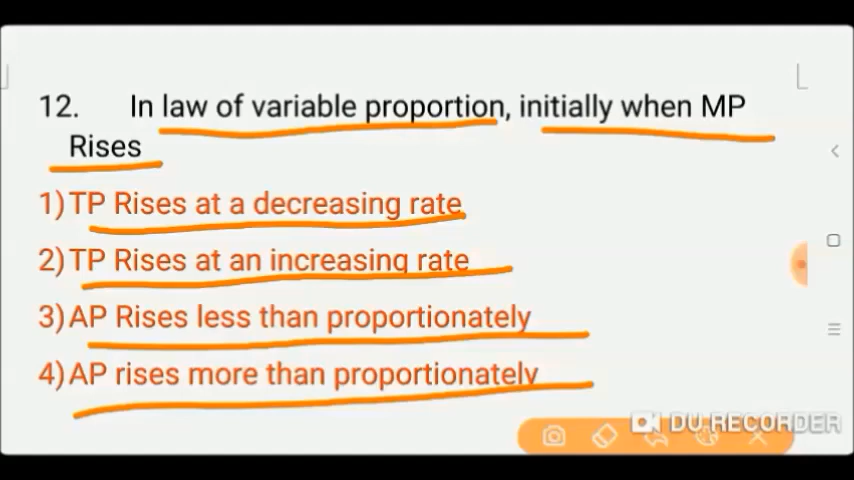 12. In law of variable proportion, initially when MP
Rises
1) TP Rises at a decreasing rate
2) TP Rises at an increasing rate
3) AP Rises less than proportionately
4) AP rises more than proportionately
DU RECORDER